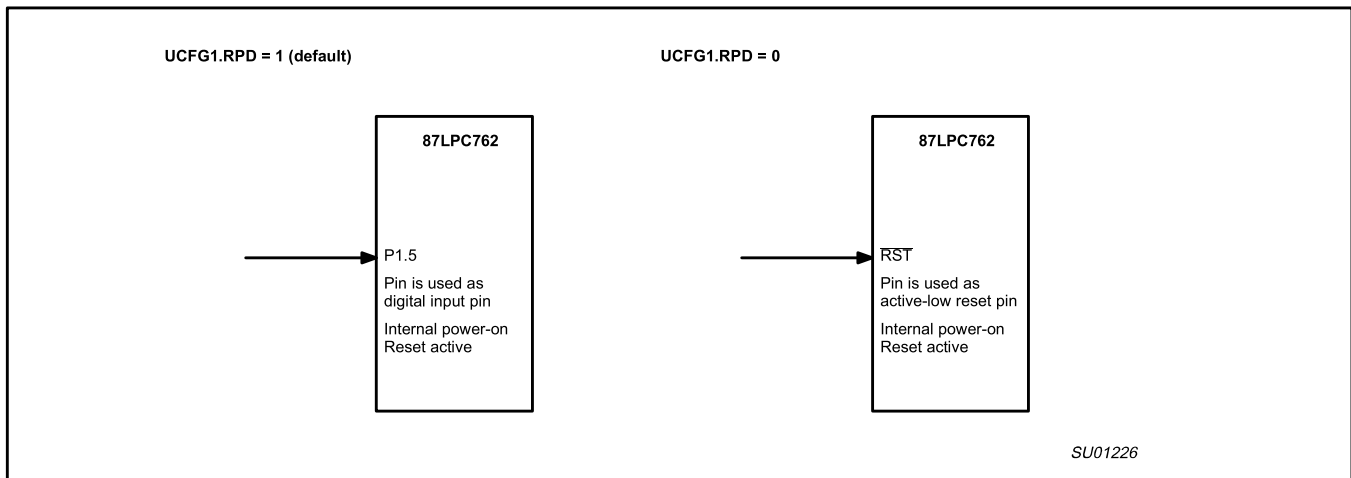 UCFG1.RPD = 1 (default)
UCFG1.RPD = 0
87LPC762
P1.5
Pin is used as
digital input pin
Internal power-on
Reset active
87LPC762
R̅S̅T̅
Pin is used as
active-low reset pin
Internal power-on
Reset active
SU01226